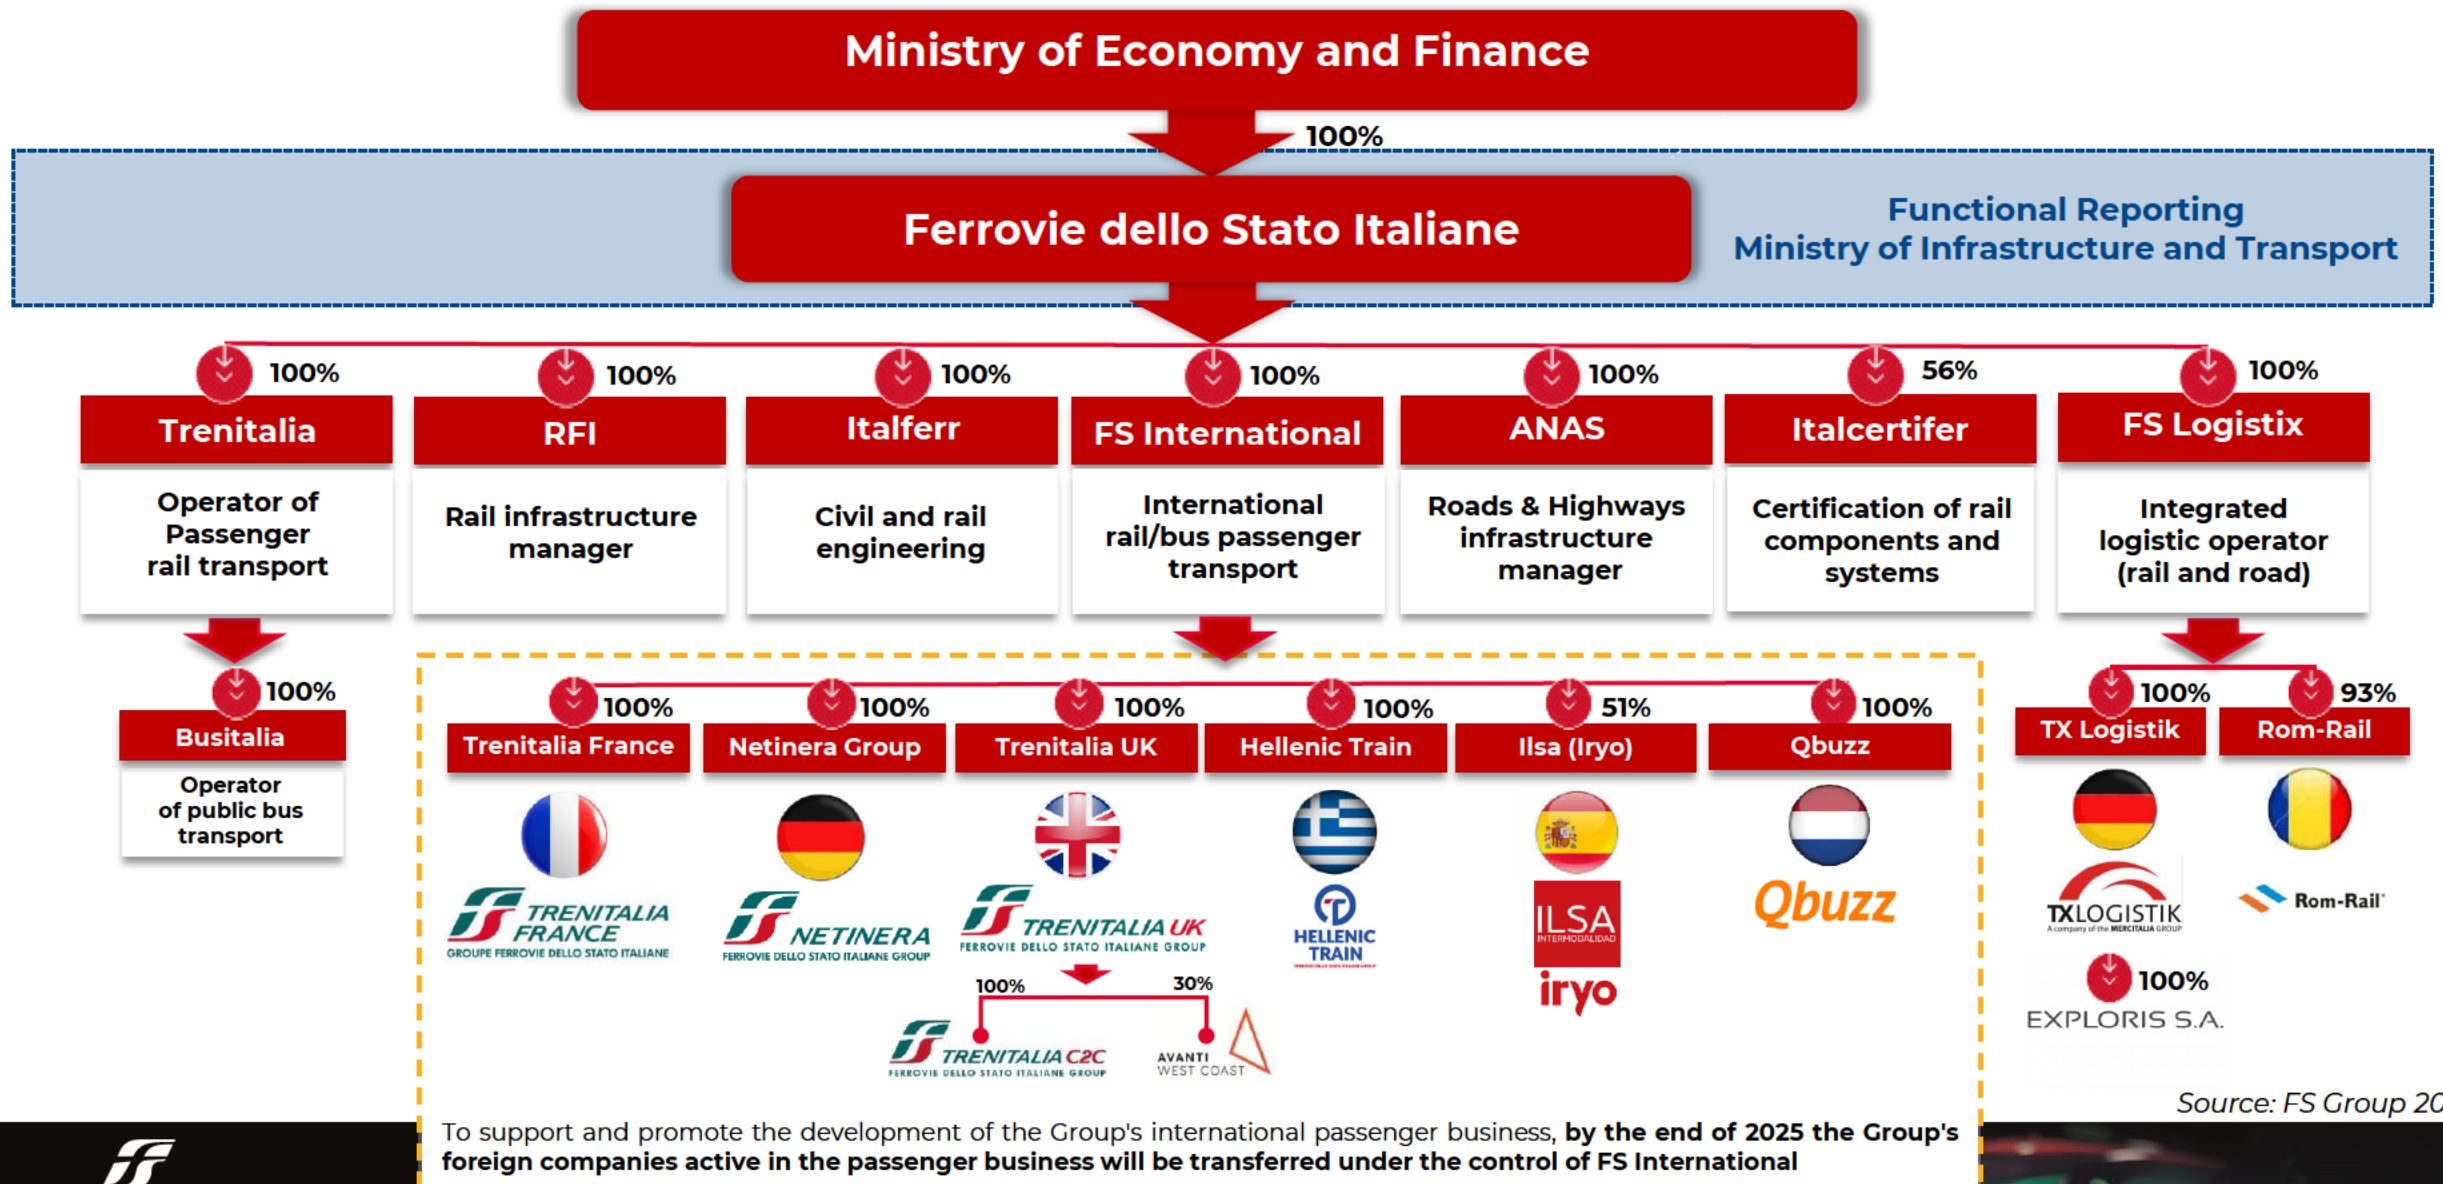 Ministry of Economy and Finance
100%
Ferrovie dello Stato Italiane
Functional Reporting
Ministry of Infrastructure and Transport
100%
100%
100%
100%
100%
56%
100%
Trenitalia
RFI
Italferr
FS International
ANAS
Italcertifer
FS Logistix
Operator of
Passenger
rail transport
Rail infrastructure
manager
Civil and rail
engineering
International
rail/bus passenger
transport
Roads & Highways
infrastructure
manager
Certification of rail
components and
systems
Integrated
logistic operator
(rail and road)
100%
Busitalia
Operator
of public bus
transport
100%
100%
100%
100%
51%
100%
Trenitalia France
Netinera Group
Trenitalia UK
Hellenic Train
Ilsa (Iryo)
Qbuzz
TRENITALIA
FRANCE
GROUPE FERROVIE DELLO STATO ITALIANE
NETINERA
FERROVIE DELLO STATO ITALIANE GROUP
TRENITALIA UK
FERROVIE DELLO STATO ITALIANE GROUP
100%
30%
TRENITALIA C2C
FERROVIE DELLO STATO ITALIANE GROUP
AVANTI
WEST COAST
HELLENIC
TRAIN
ILSA
INTERMODALIDAD
iryo
Qbuzz
100%
93%
TX Logistik
Rom-Rail
TXLOGISTIK
A company of the MERCITALIA GROUP
Rom-Rail
100%
EXPLORIS S.A.
Source: FS Group 20
To support and promote the development of the Group's international passenger business, by the end of 2025 the Group's
foreign companies active in the passenger business will be transferred under the control of FS International